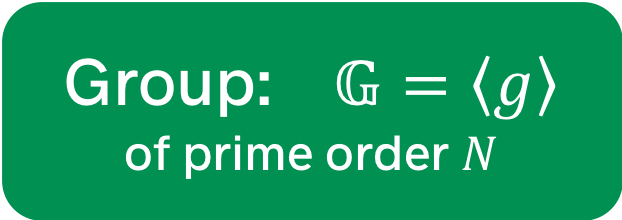 Group: 𝔾 = ⟨𝑔⟩
of prime order 𝑁